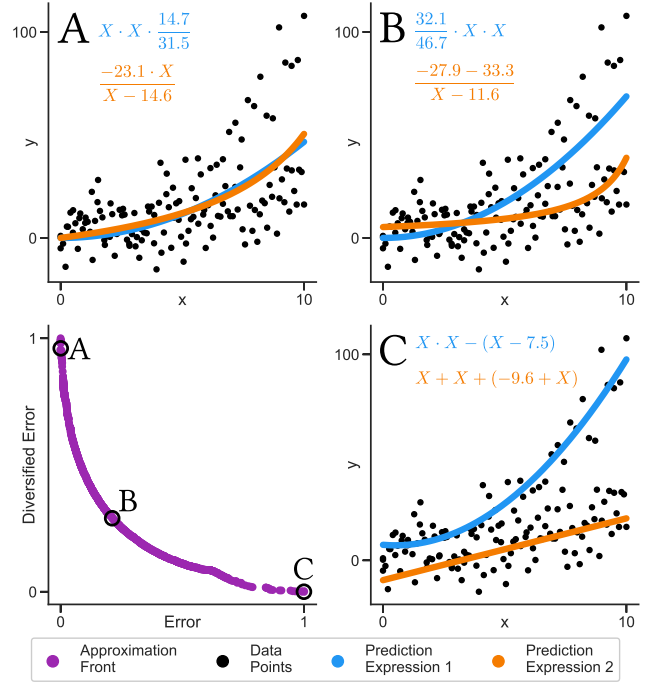 A
X · X · 14.7
31.5
−23.1 · X
X − 14.6
100
0
y
0
x
10
B
32.1
46.7 · X · X
−27.9 − 33.3
X − 11.6
100
0
y
0
x
10
1
0
Diversified Error
A
B
C
0
Error
1
C
X · X − (X − 7.5)
X + X + (−9.6 + X)
100
0
y
0
x
10
Approximation
Front
Data
Points
Prediction
Expression 1
Prediction
Expression 2